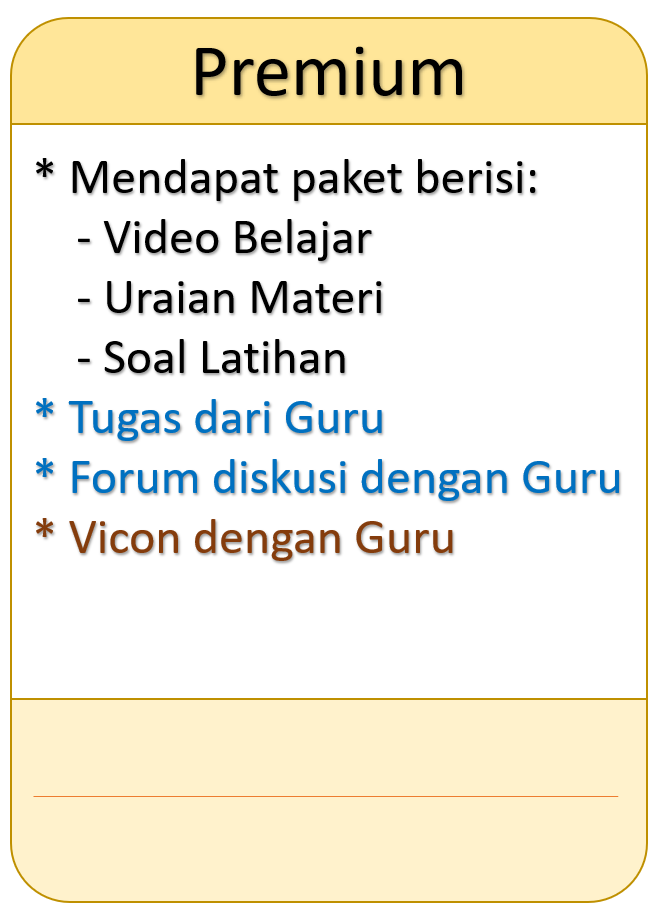 Premium
* Mendapat paket berisi:
- Video Belajar
- Uraian Materi
- Soal Latihan
* Tugas dari Guru
* Forum diskusi dengan Guru
* Vicon dengan Guru